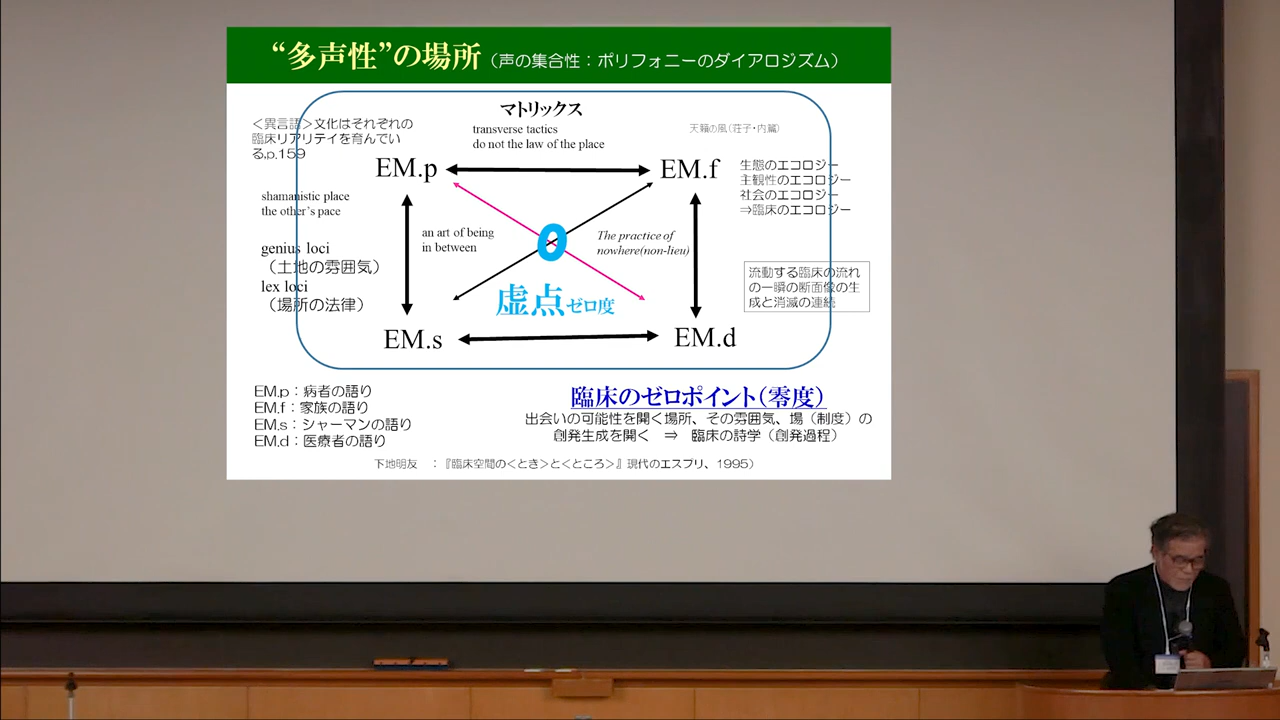 “多声性”の場所（声の集合性：ポリフォニーのダイアロジズム）
マトリックス
transverse tactics
do not the law of the place
天籟の風（荘子・内篇）
＜異言語＞文化はそれぞれの
臨床リアリテイを育んでい
る,p.159
EM.p
EM.f
生態のエコロジー
主観性のエコロジー
社会のエコロジー
⇒臨床のエコロジー
shamanistic place
the other’s pace
an art of being
in between
0
The practice of
nowhere(non-lieu)
genius loci
（土地の雰囲気）
lex loci
（場所の法律）
流動する臨床の流れ
の一瞬の断面像の生
成と消滅の連続
虚点ゼロ度
EM.s
EM.d
EM.p：病者の語り
EM.f：家族の語り
EM.s：シャーマンの語り
EM.d：医療者の語り
臨床のゼロポイント（零度）
出会いの可能性を開く場所、その雰囲気、場（制度）の
創発生成を開く　⇒　臨床の詩学（創発過程）
下地明友　：『臨床空間の＜とき＞と＜ところ＞』現代のエスプリ、1995）